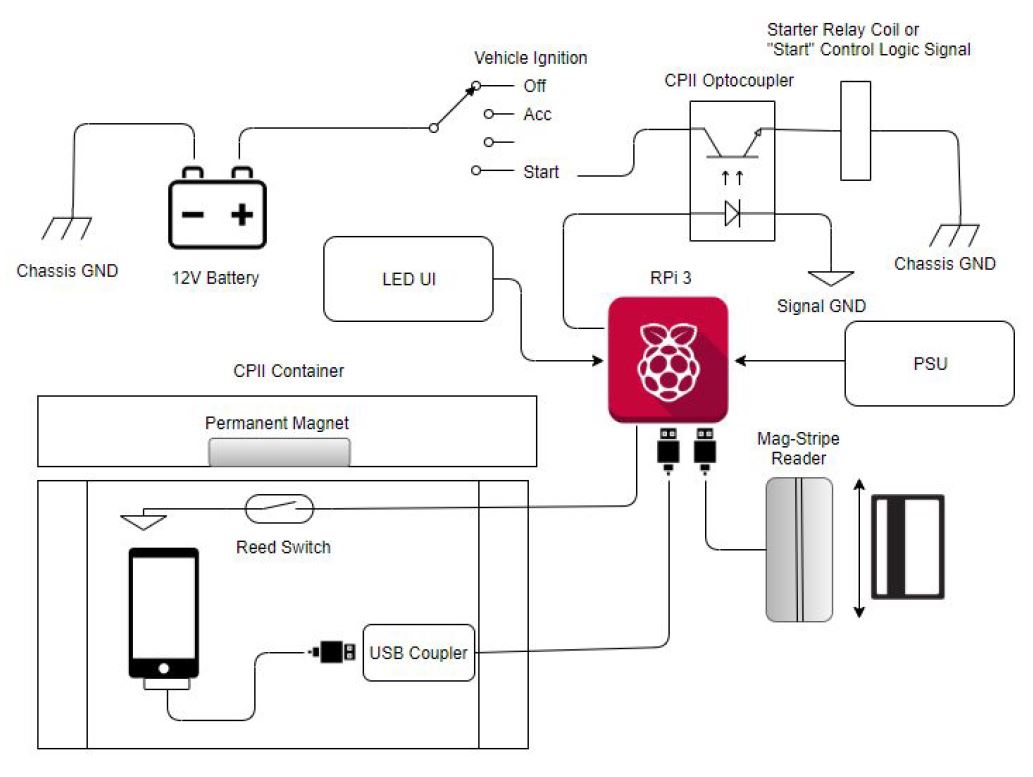 Starter Relay Coil or
"Start" Control Logic Signal
Vehicle Ignition
CPII Optocoupler
Off
Acc
Start
Chassis GND
12V Battery
LED UI
RPi 3
Chassis GND
Signal GND
PSU
CPII Container
Permanent Magnet
Mag-Stripe
Reader
Reed Switch
USB Coupler